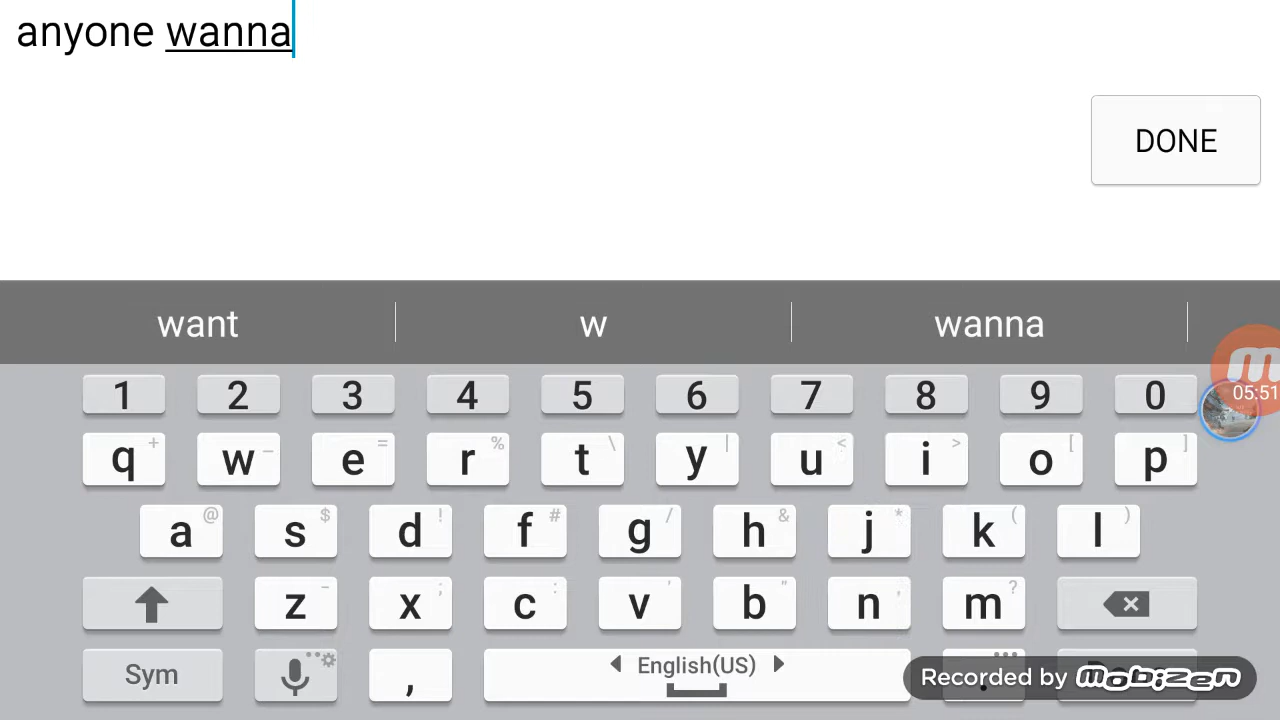 anyone wanna
DONE
want w wanna
1 2 3 4 5 6 7 8 9 0
q + w - e = r % t \ y | u < i > o [ p ]
a @ s $ d ! f # g / h & j * k ( l )
z - x ; c : v ' b " n , m ?
Sym , English(US)
05:51
Recorded by mobizen